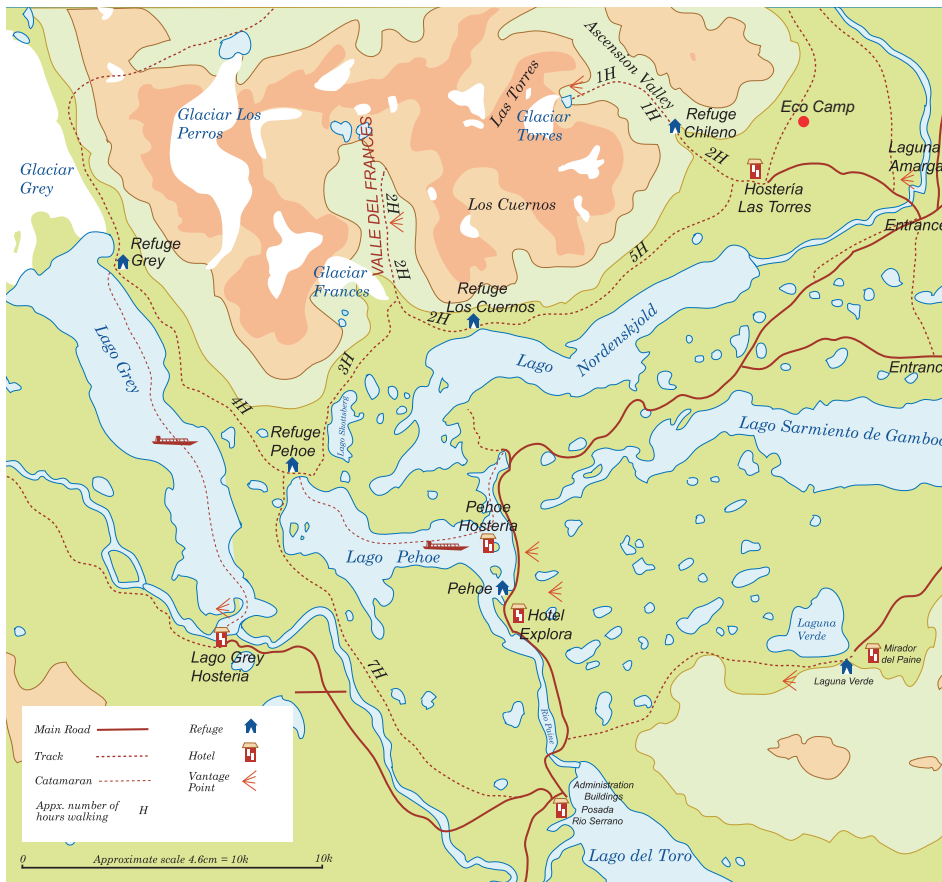 Ascension Valley
1H
1H
2H
Las Torres
Glaciar
Torres
Refuge
Chileno
Eco Camp
Laguna
Amarga
Hostería
Las Torres
Entrance
Glaciar Los
Perros
Glaciar
Grey
VALLE DEL FRANCES
2H
2H
Los Cuernos
Refuge
Grey
Glaciar
Frances
5H
Refuge
Los Cuernos
2H
Lago Nordenskjold
Entranc
Lago Grey
3H
4H
Lago Skottsberg
Lago Sarmiento de Gamboa
Refuge
Pehoe
Pehoe
Hosteria
Lago Pehoe
Pehoe
Hotel
Explora
Laguna
Verde
Mirador
del Paine
Laguna Verde
Lago Grey
Hosteria
7H
Rio Paine
Main Road
Refuge
Track
Hotel
Catamaran
Vantage
Point
Appx. number of
hours walking
H
Administration
Buildings
Posada
Rio Serrano
Lago del Toro
0
Approximate scale 4.6cm = 10k
10k